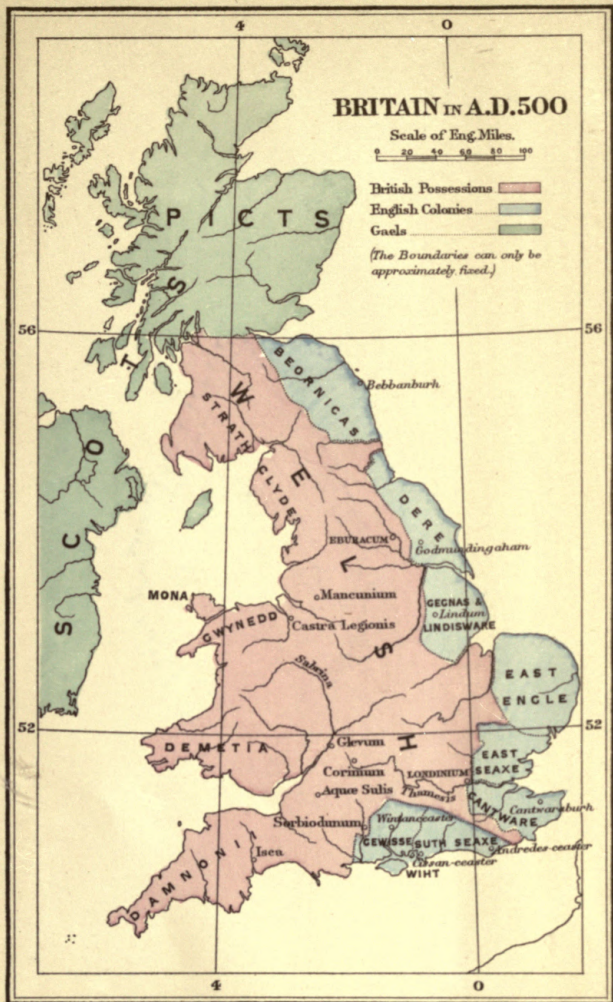 4
0
BRITAIN IN A.D.500
Scale of Eng. Miles.
0 20 40 60 80 100
British Possessions
English Colonies
Gaels
(The Boundaries can only be
approximately fixed.)
PICTS
SCOTS
56
56
BEORNICAS
Bebbanburh
WELSH
STRATH
CLYDE
DERE
EBURACUM
Godmundingaham
MONA
Mancunium
GWYNEDD
Castra Legionis
GEGNAS &
Lindum
LINDISWARE
Sabrina
EAST
ENGLE
52
52
DEMETIA
Glevum
EAST
SEAXE
Corinium
LONDINIUM
Aquæ Sulis
Thamesis
CANTWARE
Cantwarabuh
Sorbiodunum
Wintanceaster
GEWISSE
SUTH SEAXE
Andredes-ceaster
Cissan-ceaster
WIHT
DAMNONII
Isca
4
0